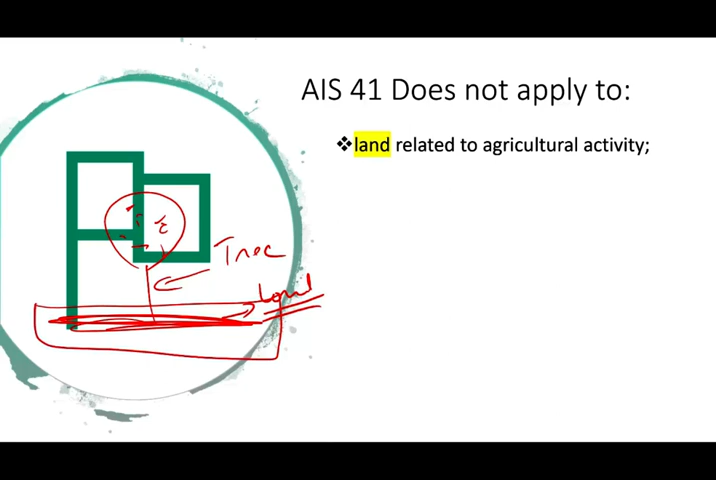 AIS 41 Does not apply to:
❖land related to agricultural activity;
Tree
Land